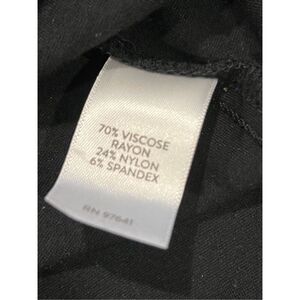 70% VISCOSE
RAYON
24% NYLON
6% SPANDEX
RN 97641